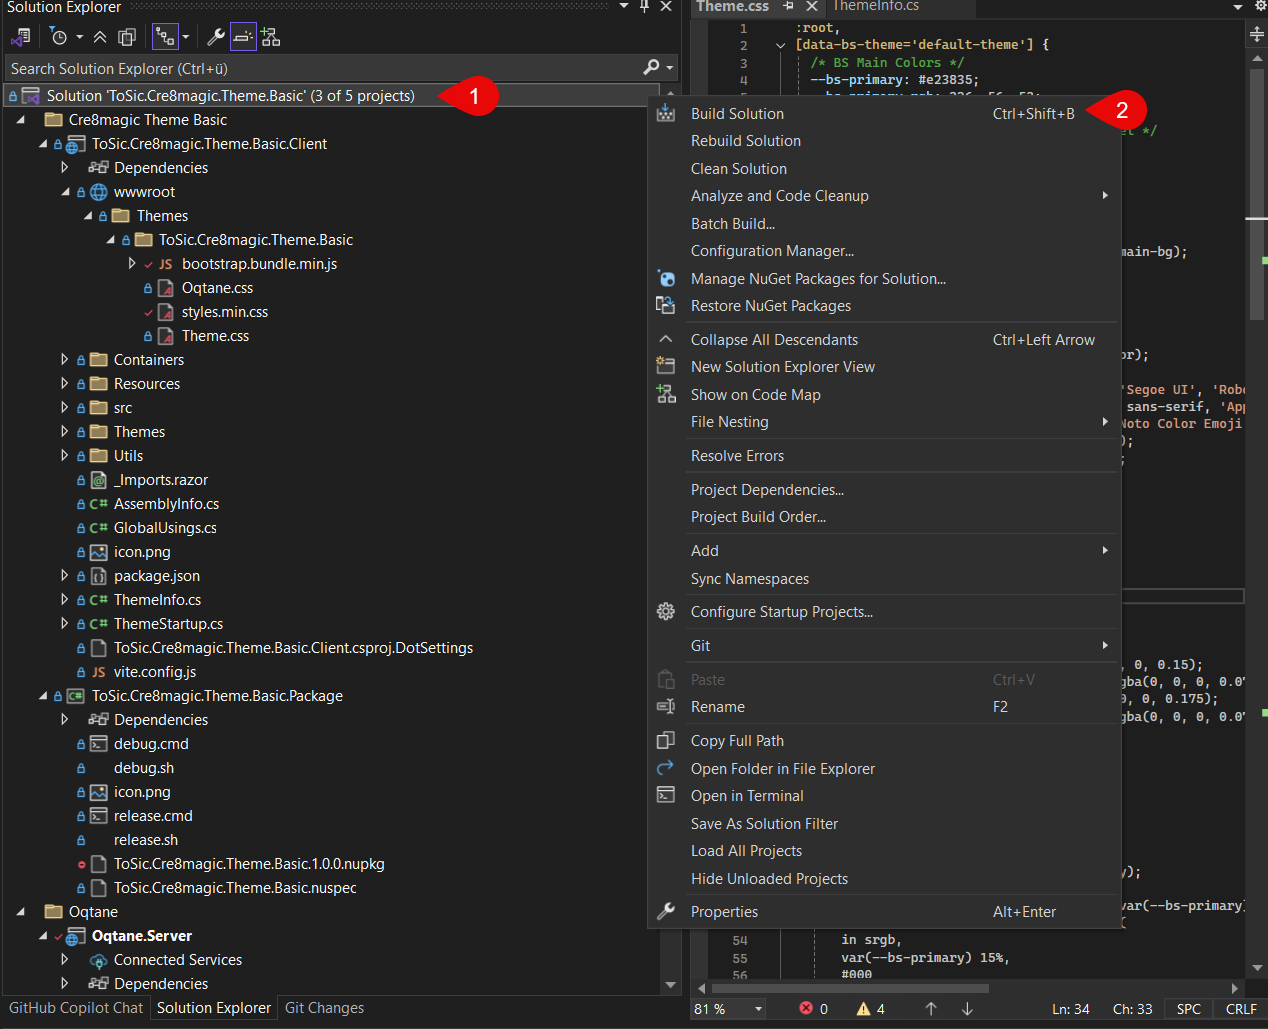 Solution Explorer
Search Solution Explorer (Ctrl+ü)
Solution 'ToSic.Cre8magic.Theme.Basic' (3 of 5 projects)
1
Cre8magic Theme Basic
ToSic.Cre8magic.Theme.Basic.Client
Dependencies
wwwroot
Themes
ToSic.Cre8magic.Theme.Basic
JS bootstrap.bundle.min.js
Oqtane.css
styles.min.css
Theme.css
Containers
Resources
src
Themes
Utils
_Imports.razor
C# AssemblyInfo.cs
C# GlobalUsings.cs
icon.png
package.json
C# ThemeInfo.cs
C# ThemeStartup.cs
ToSic.Cre8magic.Theme.Basic.Client.csproj.DotSettings
JS vite.config.js
ToSic.Cre8magic.Theme.Basic.Package
Dependencies
debug.cmd
debug.sh
icon.png
release.cmd
release.sh
ToSic.Cre8magic.Theme.Basic.1.0.0.nupkg
ToSic.Cre8magic.Theme.Basic.nuspec
Oqtane
Oqtane.Server
Connected Services
Dependencies
GitHub Copilot Chat Solution Explorer Git Changes
Build Solution Ctrl+Shift+B
2
Rebuild Solution
Clean Solution
Analyze and Code Cleanup
Batch Build...
Configuration Manager...
Manage NuGet Packages for Solution...
Restore NuGet Packages
Collapse All Descendants Ctrl+Left Arrow
New Solution Explorer View
Show on Code Map
File Nesting
Resolve Errors
Project Dependencies...
Project Build Order...
Add
Sync Namespaces
Configure Startup Projects...
Git
Paste Ctrl+V
Rename F2
Copy Full Path
Open Folder in File Explorer
Open in Terminal
Save As Solution Filter
Load All Projects
Hide Unloaded Projects
Properties Alt+Enter
Theme.css ThemeInfo.cs
1 :root,
2 [data-bs-theme='default-theme'] {
3 /* BS Main Colors */
4 --bs-primary: #e23835;
*/
main-bg);
or);
'Segoe UI', 'Robo
sans-serif, 'App
Noto Color Emoji
);
;
, 0, 0.15);
gba(0, 0, 0, 0.07
0, 0, 0.175);
gba(0, 0, 0, 0.07
y);
var(--bs-primary)
{
54 in srgb,
55 var(--bs-primary) 15%,
56 #000
81 % 0 4 Ln: 34 Ch: 33 SPC CRLF